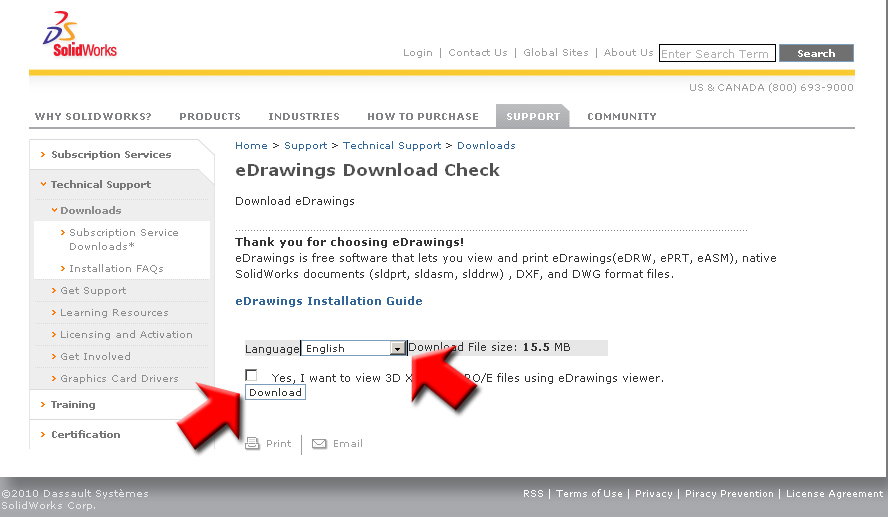 SolidWorks
Login | Contact Us | Global Sites | About Us Enter Search Term Search
US & CANADA (800) 693-9000
WHY SOLIDWORKS? PRODUCTS INDUSTRIES HOW TO PURCHASE SUPPORT COMMUNITY
Subscription Services
Technical Support
Downloads
Subscription Service
Downloads*
Installation FAQs
Get Support
Learning Resources
Licensing and Activation
Get Involved
Graphics Card Drivers
Training
Certification
Home > Support > Technical Support > Downloads
eDrawings Download Check
Download eDrawings
Thank you for choosing eDrawings!
eDrawings is free software that lets you view and print eDrawings(eDRW, ePRT, eASM), native
SolidWorks documents (sldprt, sldasm, slddrw) , DXF, and DWG format files.
eDrawings Installation Guide
Language English Download File size: 15.5 MB
Yes, I want to view 3D files using eDrawings viewer.
Download
Print | Email
©2010 Dassault Systèmes
SolidWorks Corp.
RSS | Terms of Use | Privacy | Piracy Prevention | License Agreement